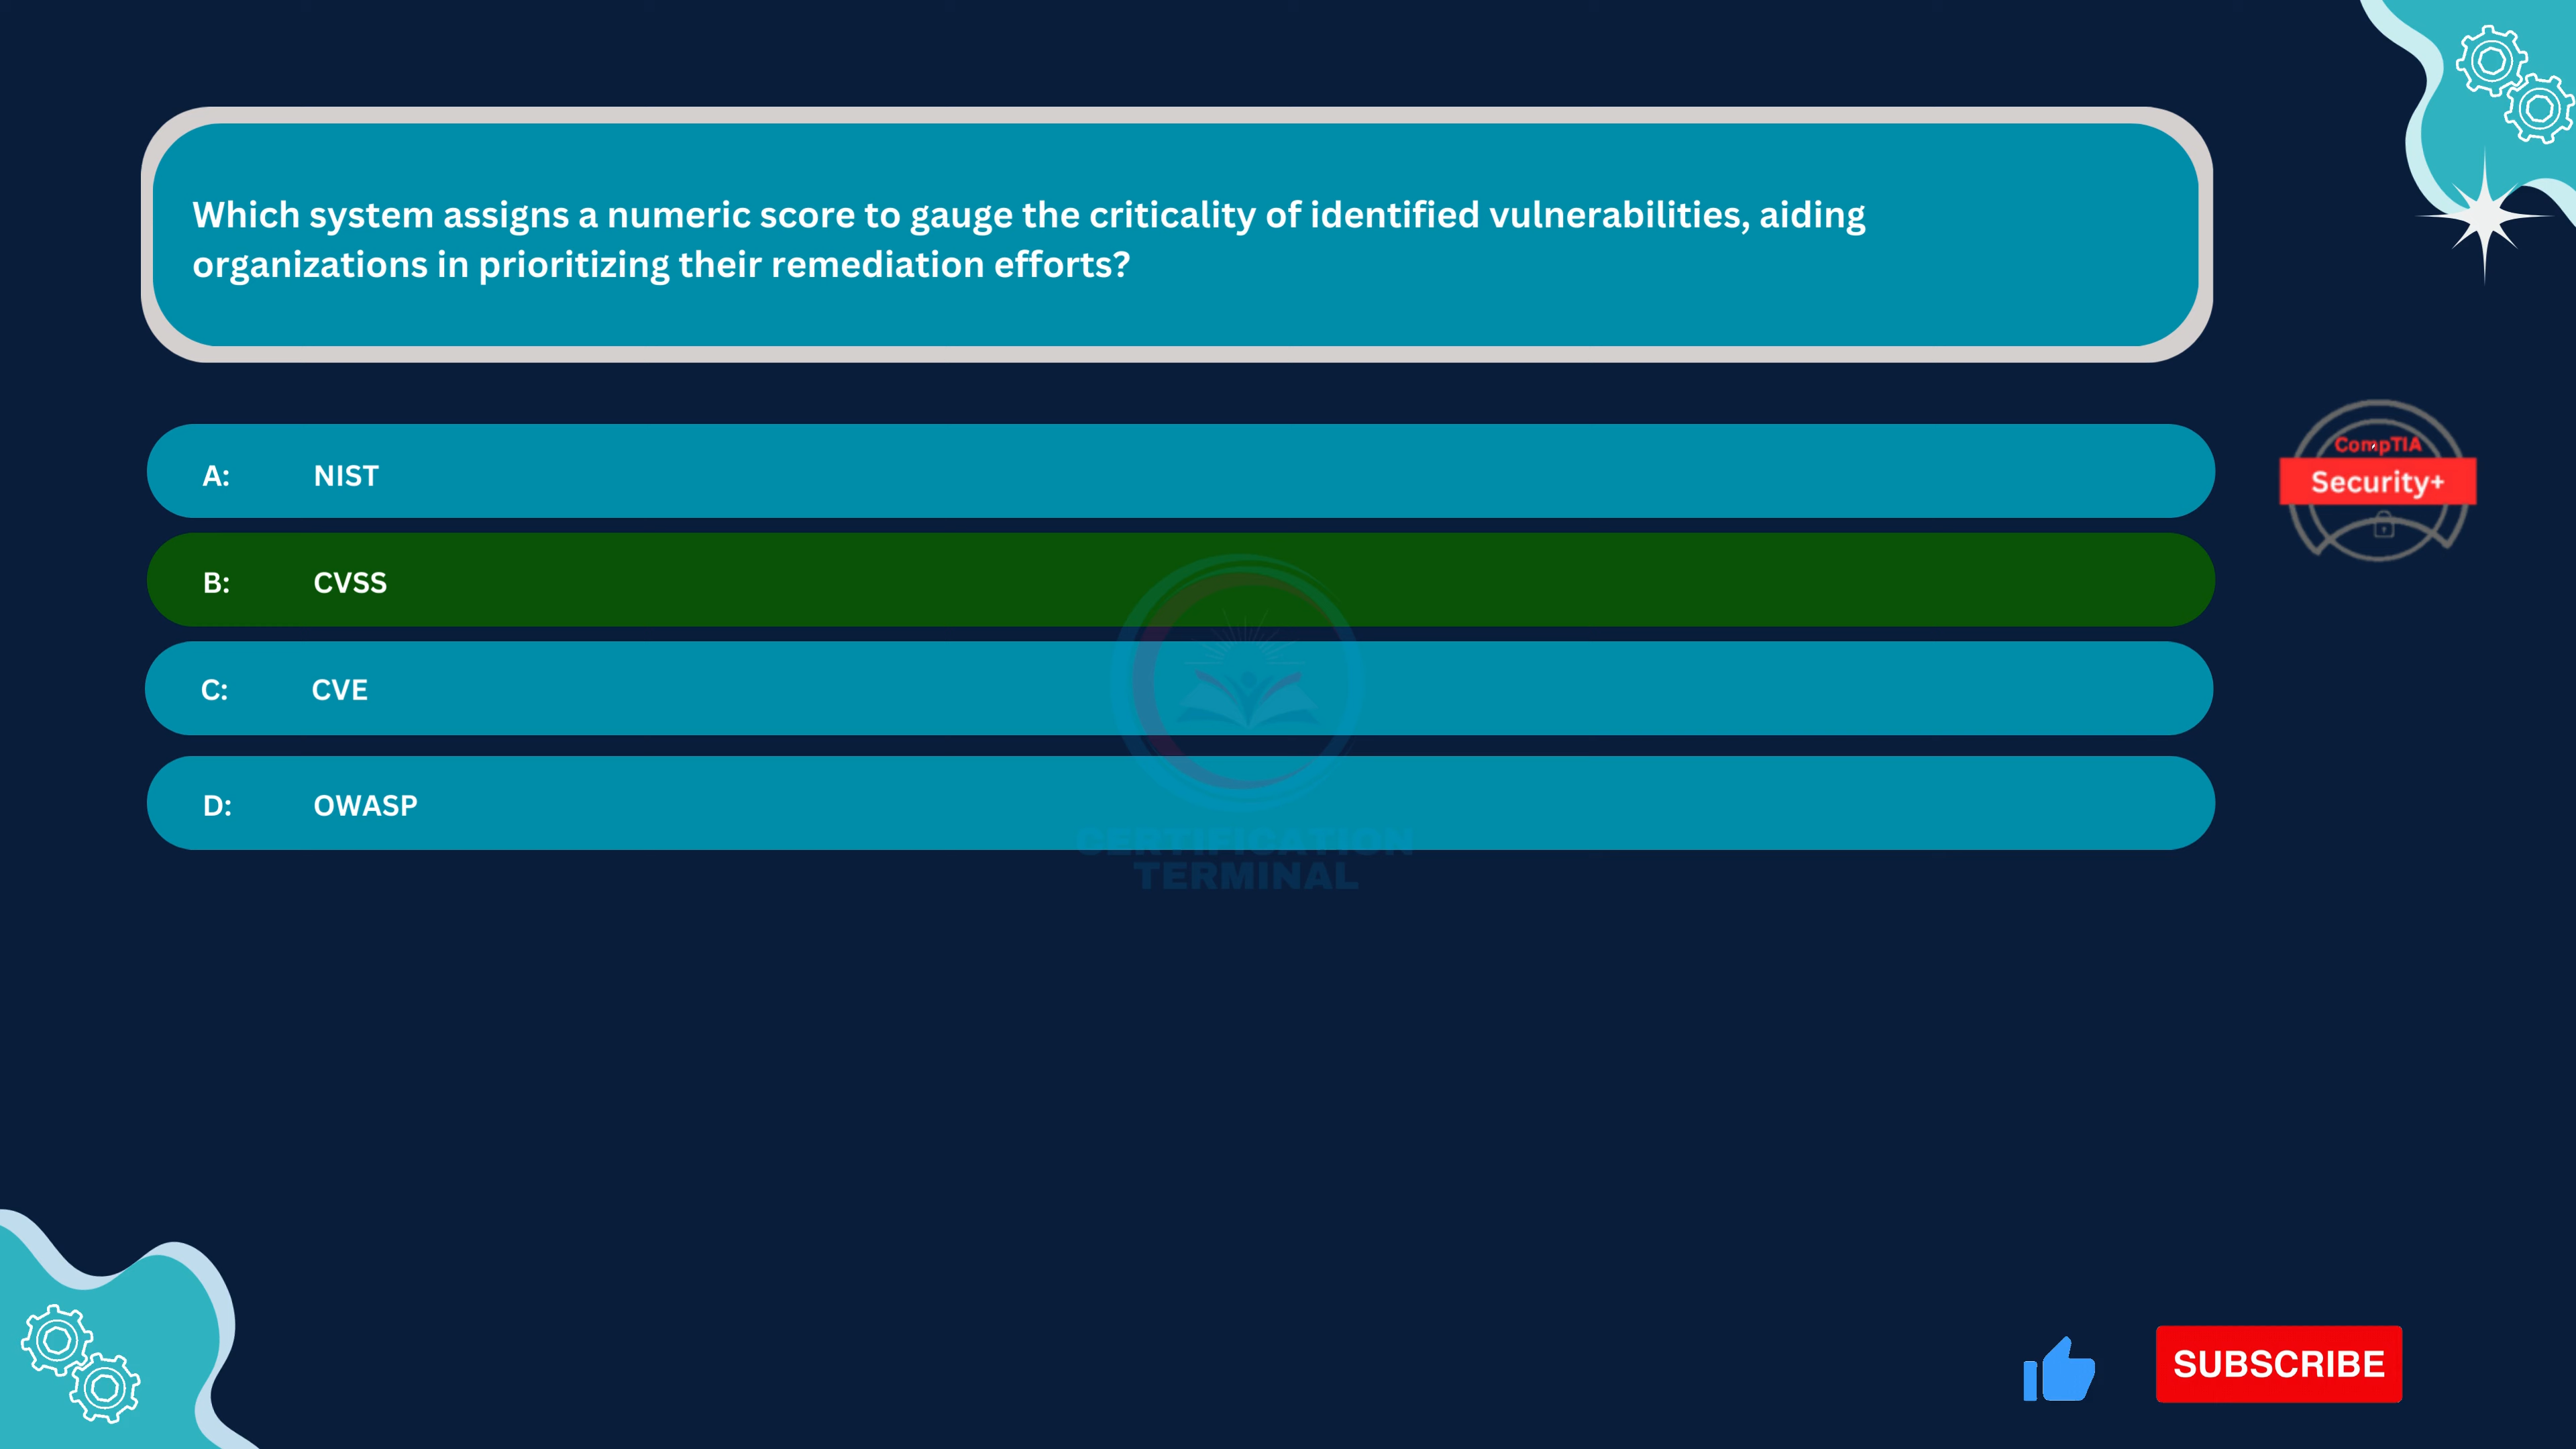 Which system assigns a numeric score to gauge the criticality of identified vulnerabilities, aiding
organizations in prioritizing their remediation efforts?
A: NIST
CompTIA
Security+
B: CVSS
C: CVE
D: OWASP
CERTIFICATION
TERMINAL
SUBSCRIBE